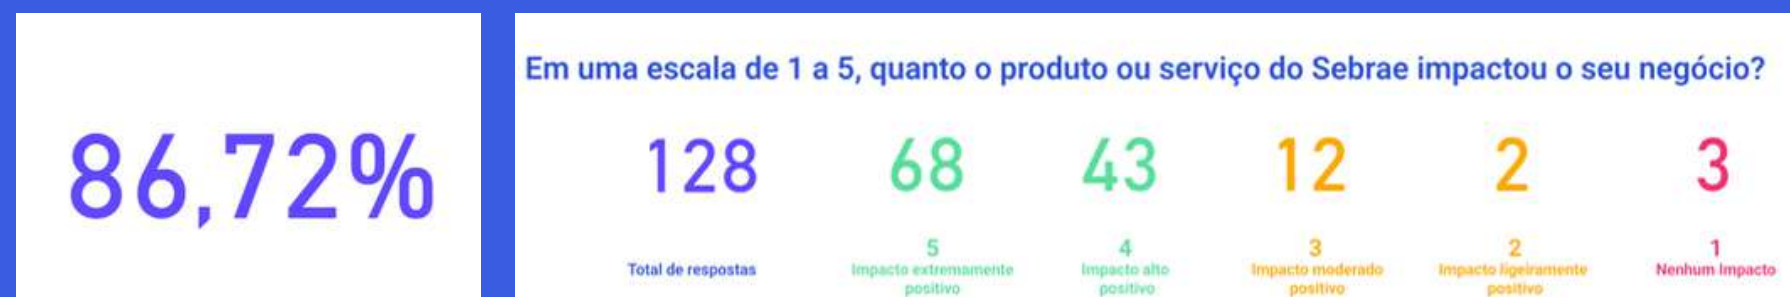 86,72%
Em uma escala de 1 a 5, quanto o produto ou serviço do Sebrae impactou o seu negócio?
128 68 43 12 2 3
5 4 3 2 1
Total de respostas Impacto extremamente Impacto alto Impacto moderado Impacto ligeiramente Nenhum Impacto
positivo positivo positivo positivo